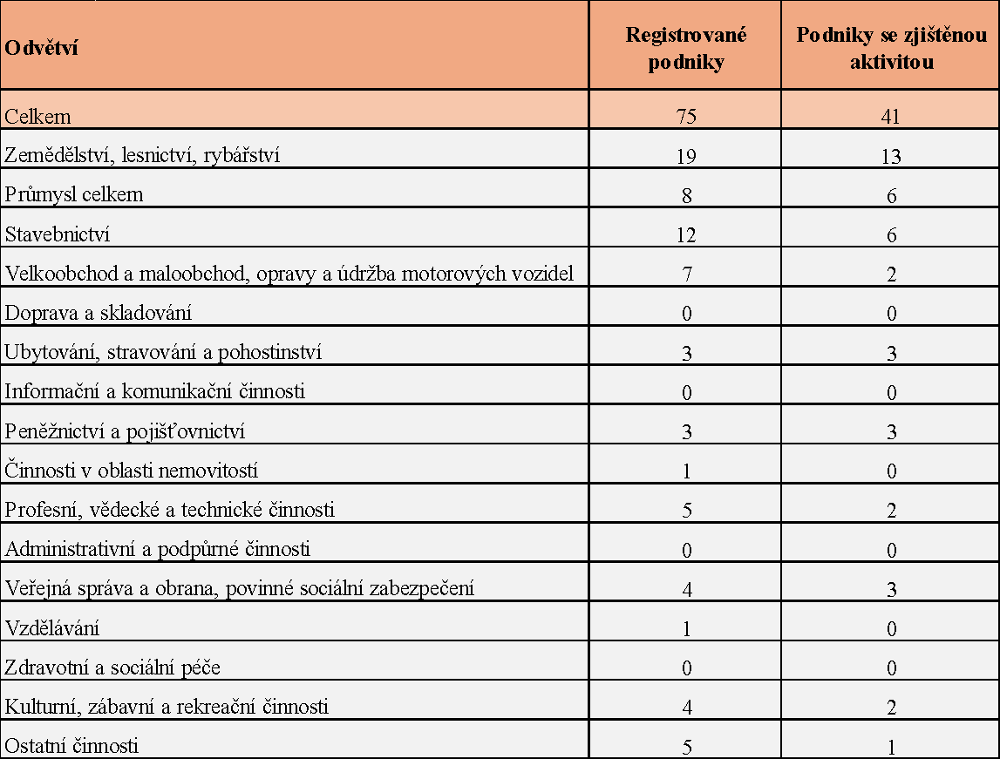 Odvětví
Registrované
podniky
Podniky se zjištěnou
aktivitou
Celkem 75 41
Zemědělství, lesnictví, rybářství 19 13
Průmysl celkem 8 6
Stavebnictví 12 6
Velkoobchod a maloobchod, opravy a údržba motorových vozidel 7 2
Doprava a skladování 0 0
Ubytování, stravování a pohostinství 3 3
Informační a komunikační činnosti 0 0
Peněžnictví a pojišťovnictví 3 3
Činnosti v oblasti nemovitostí 1 0
Profesní, vědecké a technické činnosti 5 2
Administrativní a podpůrné činnosti 0 0
Veřejná správa a obrana, povinné sociální zabezpečení 4 3
Vzdělávání 1 0
Zdravotní a sociální péče 0 0
Kulturní, zábavní a rekreační činnosti 4 2
Ostatní činnosti 5 1